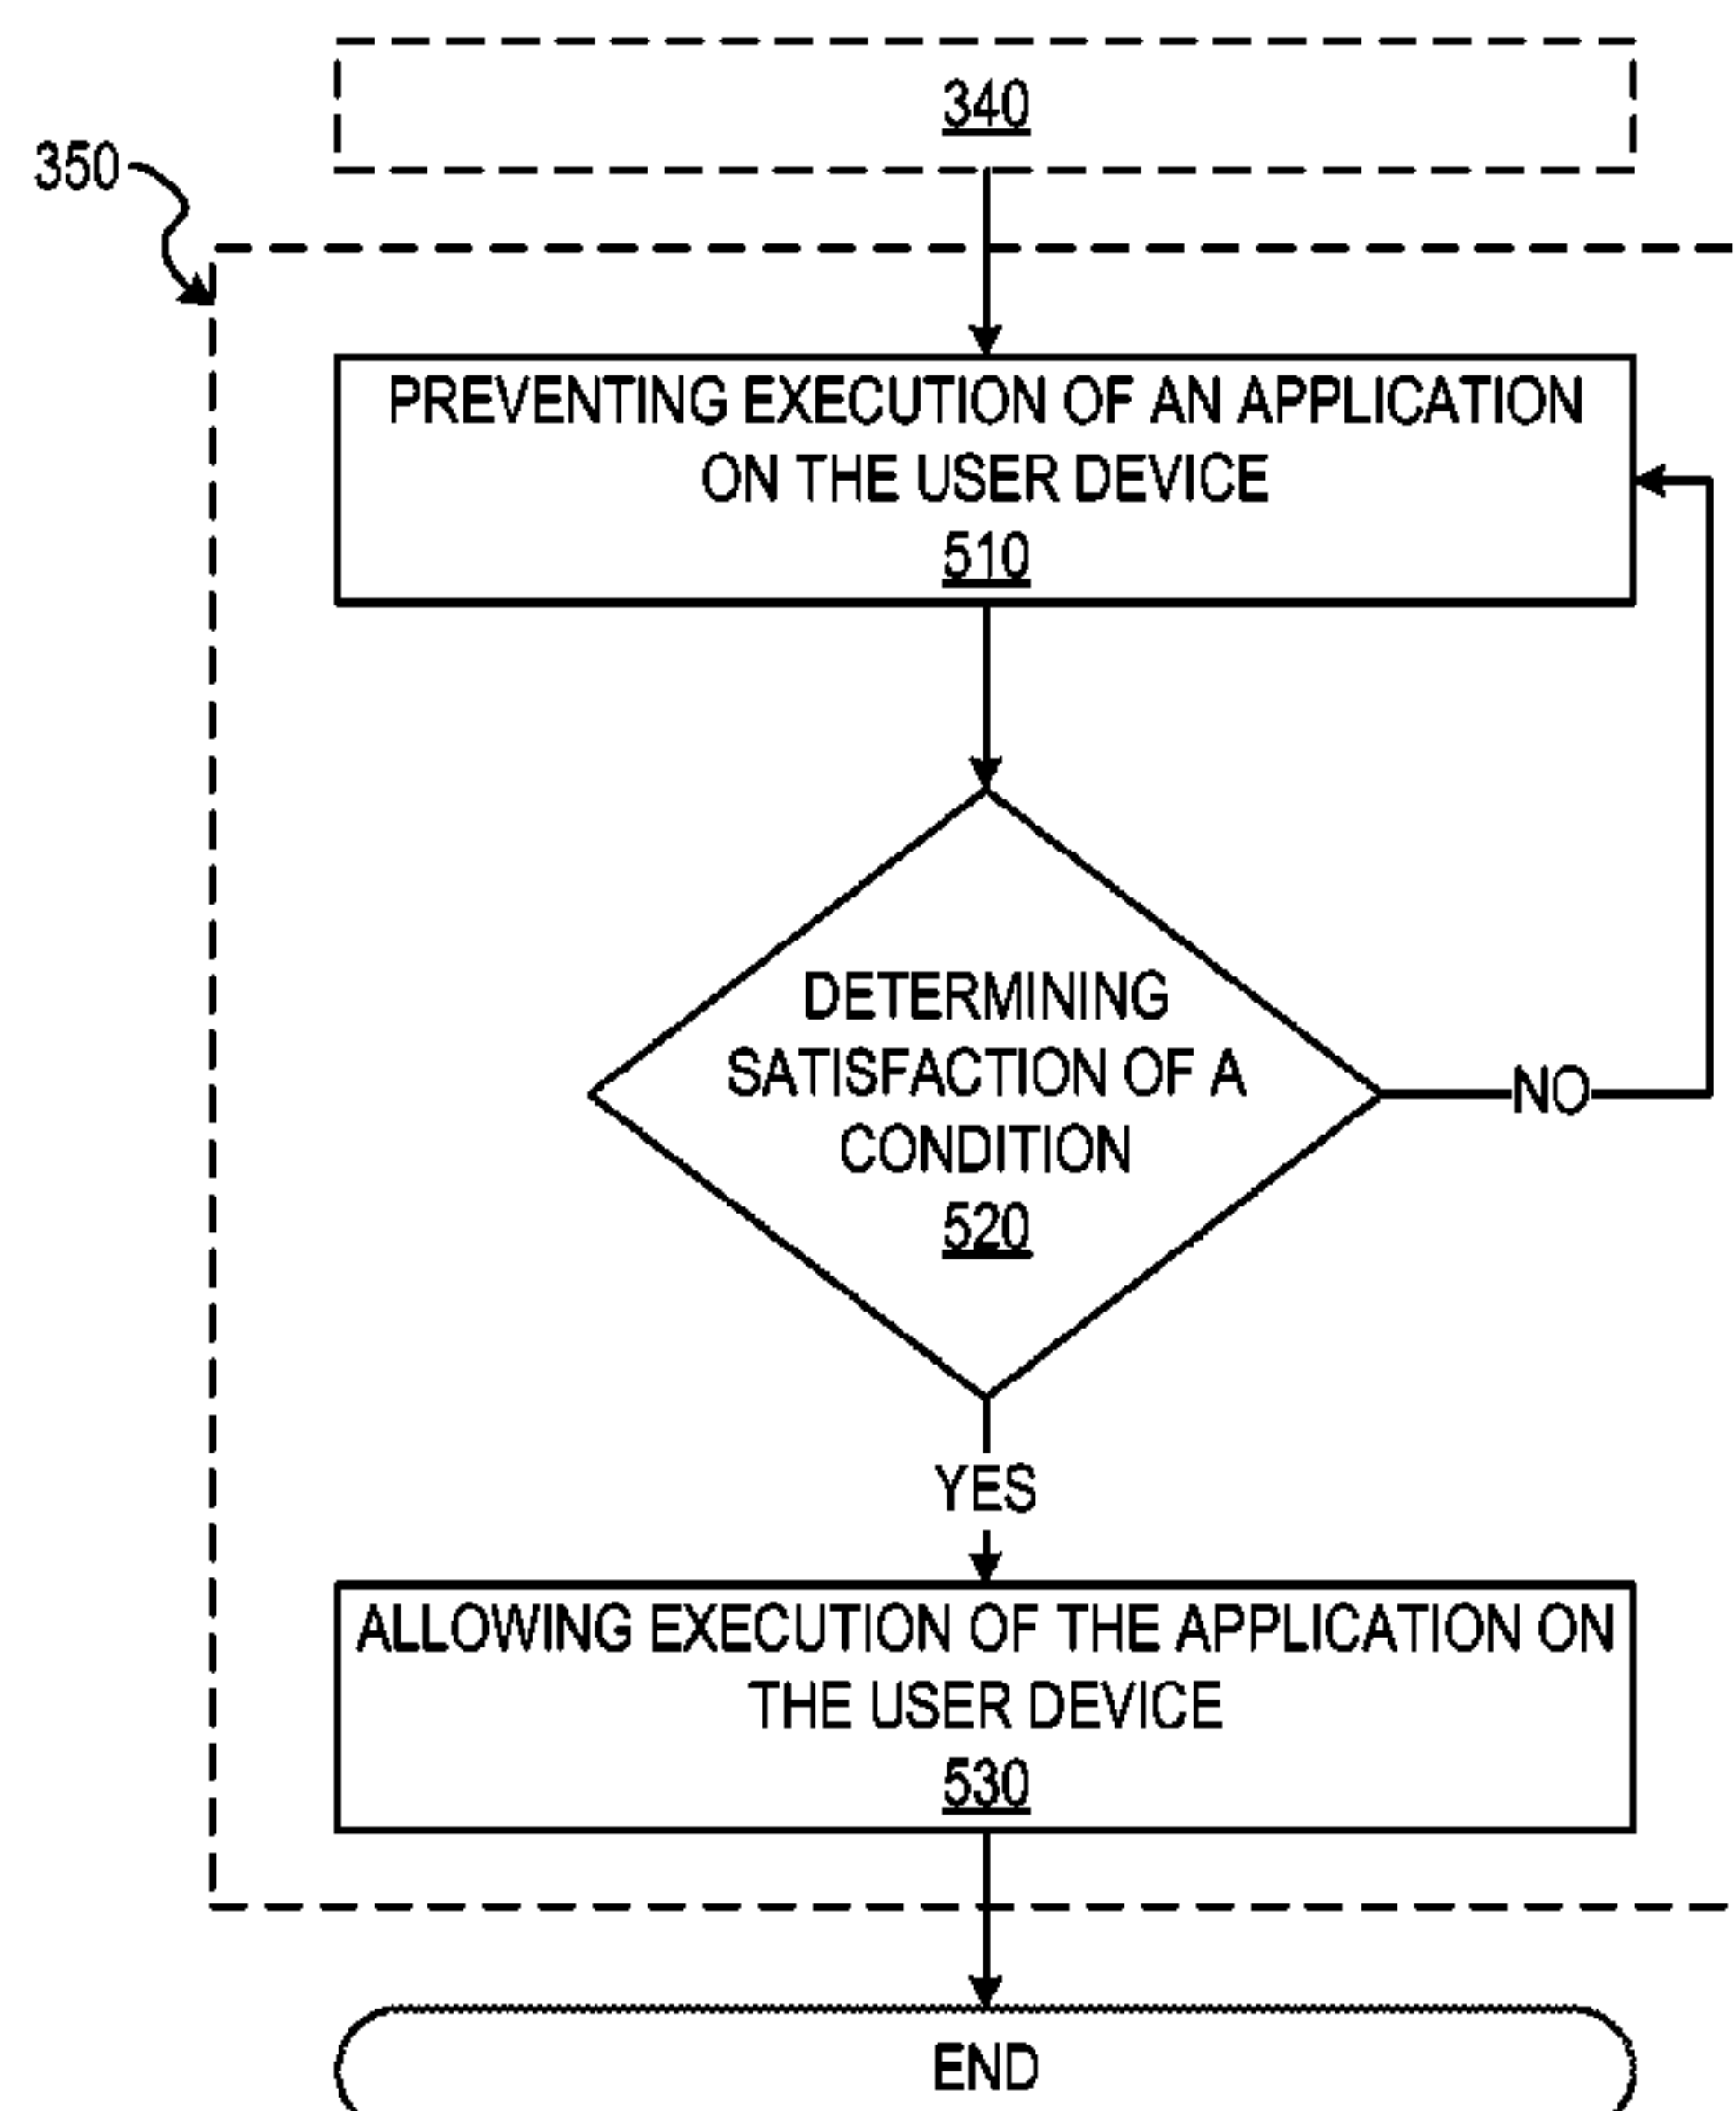 340
350
PREVENTING EXECUTION OF AN APPLICATION
ON THE USER DEVICE
510
DETERMINING
SATISFACTION OF A
CONDITION
520
NO
YES
ALLOWING EXECUTION OF THE APPLICATION ON
THE USER DEVICE
530
END